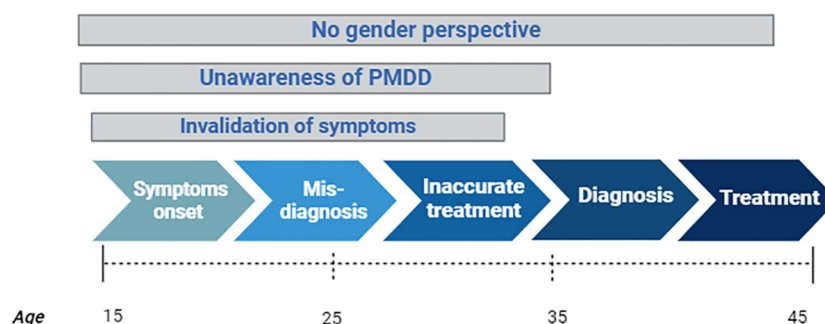 No gender perspective
Unawareness of PMDD
Invalidation of symptoms
Symptoms
onset
Mis-
diagnosis
Inaccurate
treatment
Diagnosis
Treatment
Age 15 25 35 45